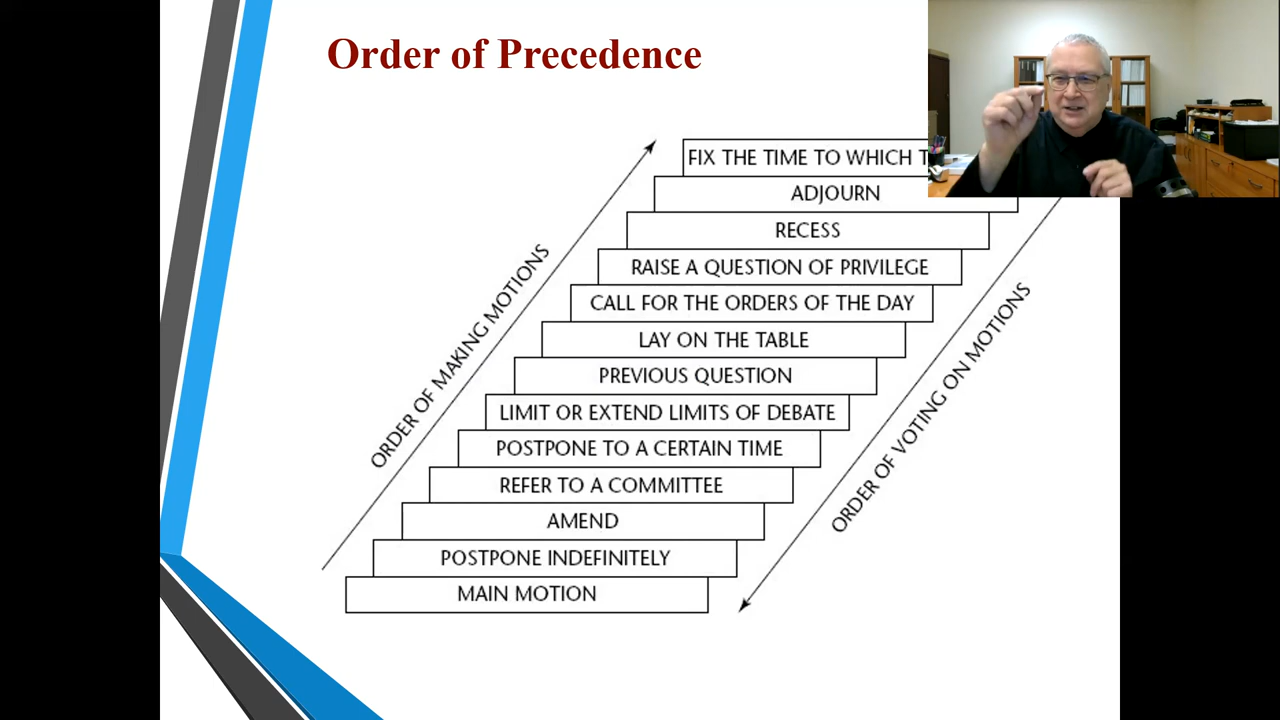 Order of Precedence
FIX THE TIME TO WHICH
ADJOURN
RECESS
RAISE A QUESTION OF PRIVILEGE
CALL FOR THE ORDERS OF THE DAY
LAY ON THE TABLE
PREVIOUS QUESTION
LIMIT OR EXTEND LIMITS OF DEBATE
POSTPONE TO A CERTAIN TIME
REFER TO A COMMITTEE
AMEND
POSTPONE INDEFINITELY
MAIN MOTION
ORDER OF MAKING MOTIONS
ORDER OF VOTING ON MOTIONS